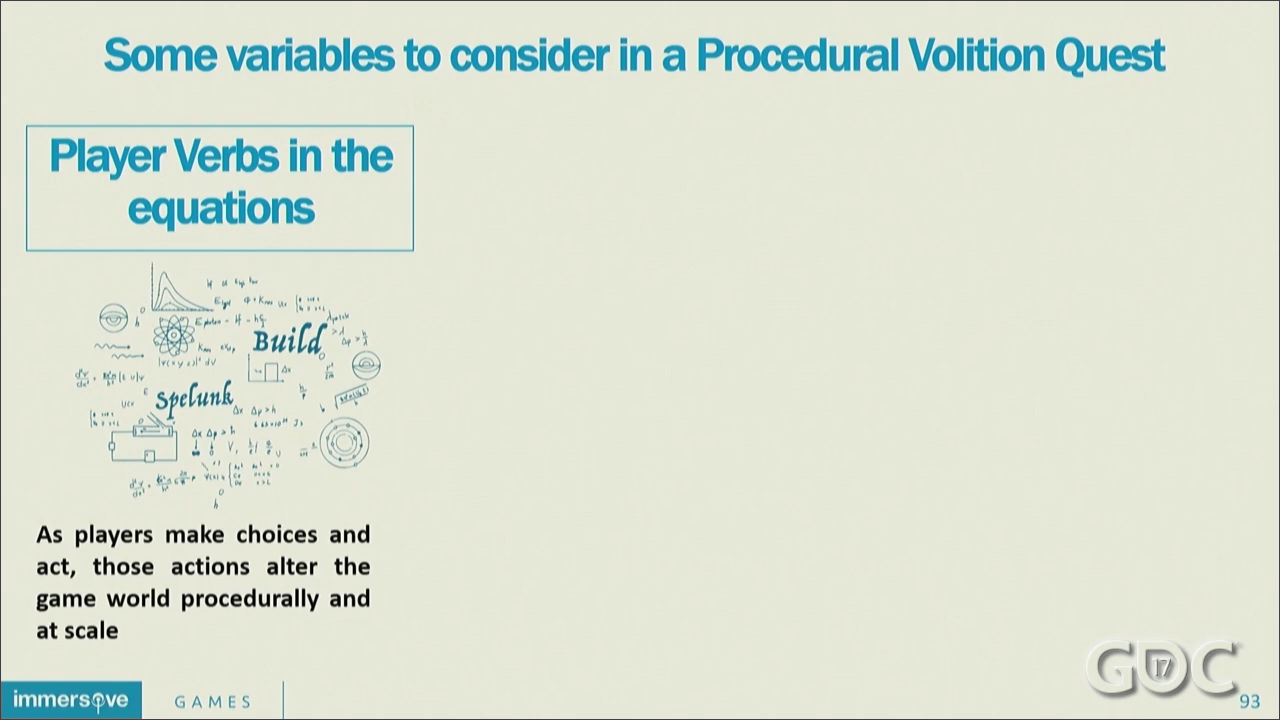 Some variables to consider in a Procedural Volition Quest
Player Verbs in the
equations
Build
Spelunk
As players make choices and
act, those actions alter the
game world procedurally and
at scale
immersive GAMES
GDC 17
93